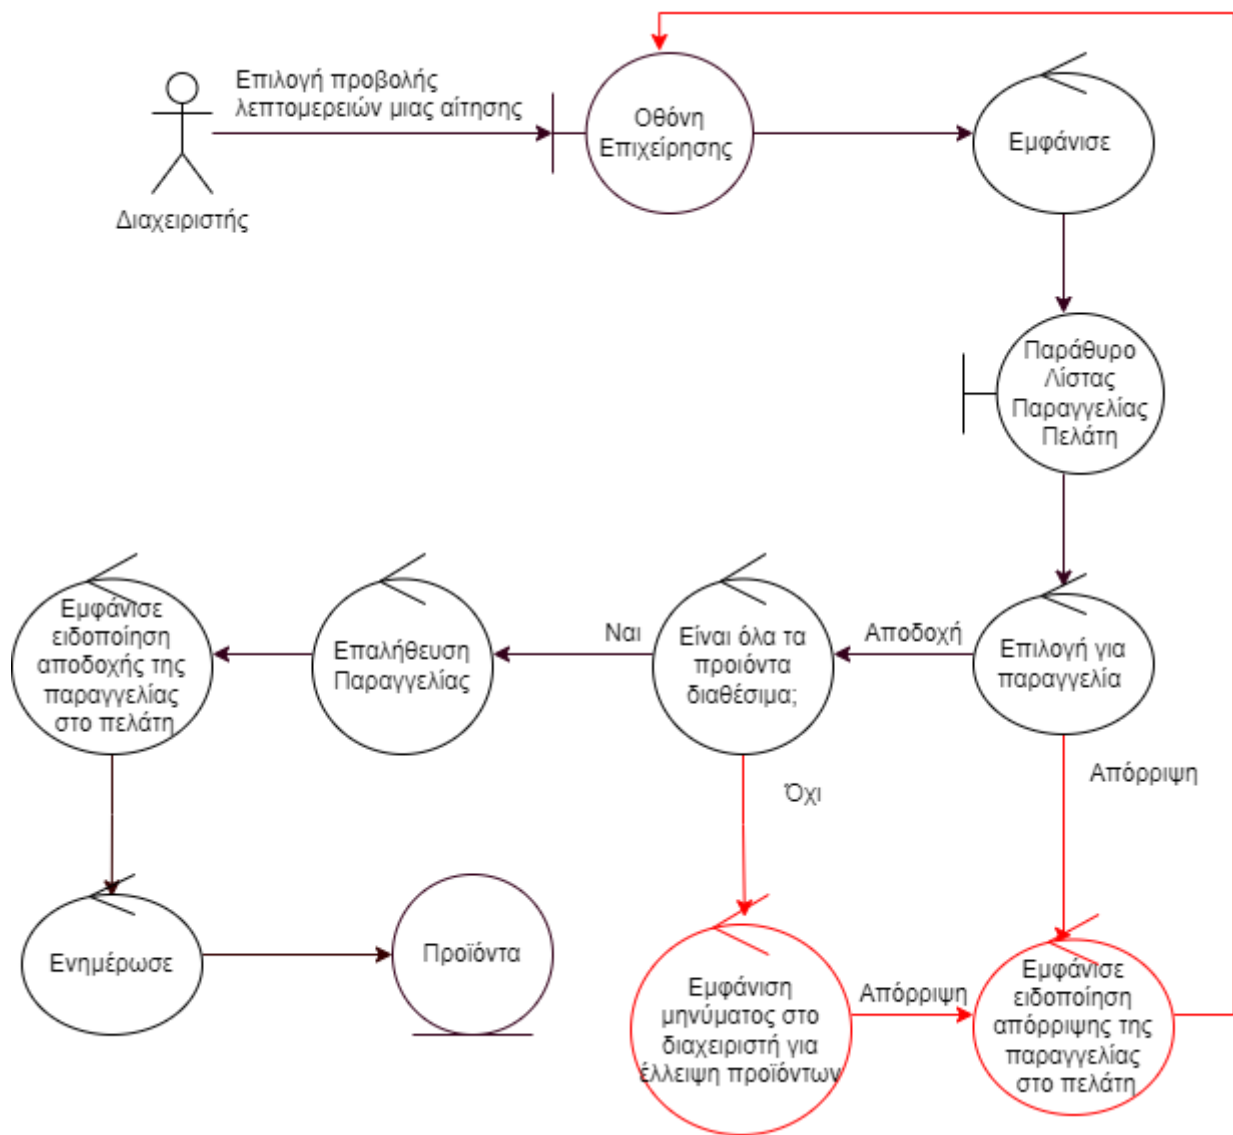 Επιλογή προβολής
λεπτομερειών μιας αίτησης
Διαχειριστής
Οθόνη
Επιχείρησης
Εμφάνισε
Παράθυρο
Λίστας
Παραγγελίας
Πελάτη
Εμφάνισε
ειδοποίηση
αποδοχής της
παραγγελίας
στο πελάτη
Επαλήθευση
Παραγγελίας
Ναι
Είναι όλα τα
προιόντα
διαθέσιμα;
Αποδοχή
Επιλογή για
παραγγελία
Όχι
Απόρριψη
Ενημέρωσε
Προϊόντα
Εμφάνιση
μηνύματος στο
διαχειριστή για
έλλειψη προϊόντων
Απόρριψη
Εμφάνισε
ειδοποίηση
απόρριψης της
παραγγελίας
στο πελάτη